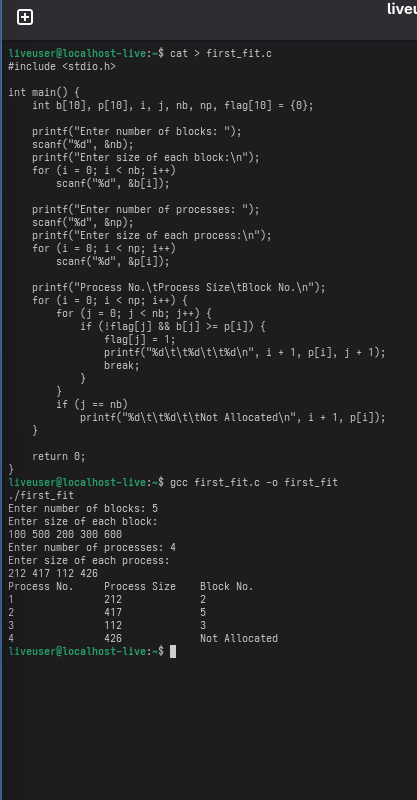 liveu
liveuser@localhost-live:~$ cat > first_fit.c
#include <stdio.h>
int main() {
    int b[10], p[10], i, j, nb, np, flag[10] = {0};
    printf("Enter number of blocks: ");
    scanf("%d", &nb);
    printf("Enter size of each block:\n");
    for (i = 0; i < nb; i++)
        scanf("%d", &b[i]);
    printf("Enter number of processes: ");
    scanf("%d", &np);
    printf("Enter size of each process:\n");
    for (i = 0; i < np; i++)
        scanf("%d", &p[i]);
    printf("Process No.\tProcess Size\tBlock No.\n");
    for (i = 0; i < np; i++) {
        for (j = 0; j < nb; j++) {
            if (!flag[j] && b[j] >= p[i]) {
                flag[j] = 1;
                printf("%d\t\t%d\t\t%d\n", i + 1, p[i], j + 1);
                break;
            }
        }
        if (j == nb)
            printf("%d\t\t%d\t\tNot Allocated\n", i + 1, p[i]);
    }
    return 0;
}
liveuser@localhost-live:~$ gcc first_fit.c -o first_fit
./first_fit
Enter number of blocks: 5
Enter size of each block:
100 500 200 300 600
Enter number of processes: 4
Enter size of each process:
212 417 112 426
Process No.     Process Size    Block No.
1               212             2
2               417             5
3               112             3
4               426             Not Allocated
liveuser@localhost-live:~$